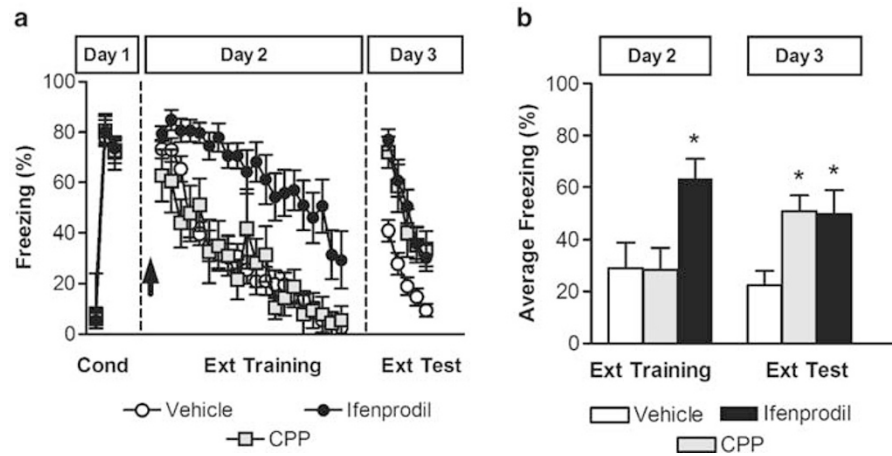 a
Day 1 Day 2 Day 3
Freezing (%)
100
80
60
40
20
0
Cond Ext Training Ext Test
Vehicle Ifenprodil
CPP
b
Day 2 Day 3
Average Freezing (%)
100
80
60
40
20
0
*
* *
Ext Training Ext Test
Vehicle Ifenprodil
CPP